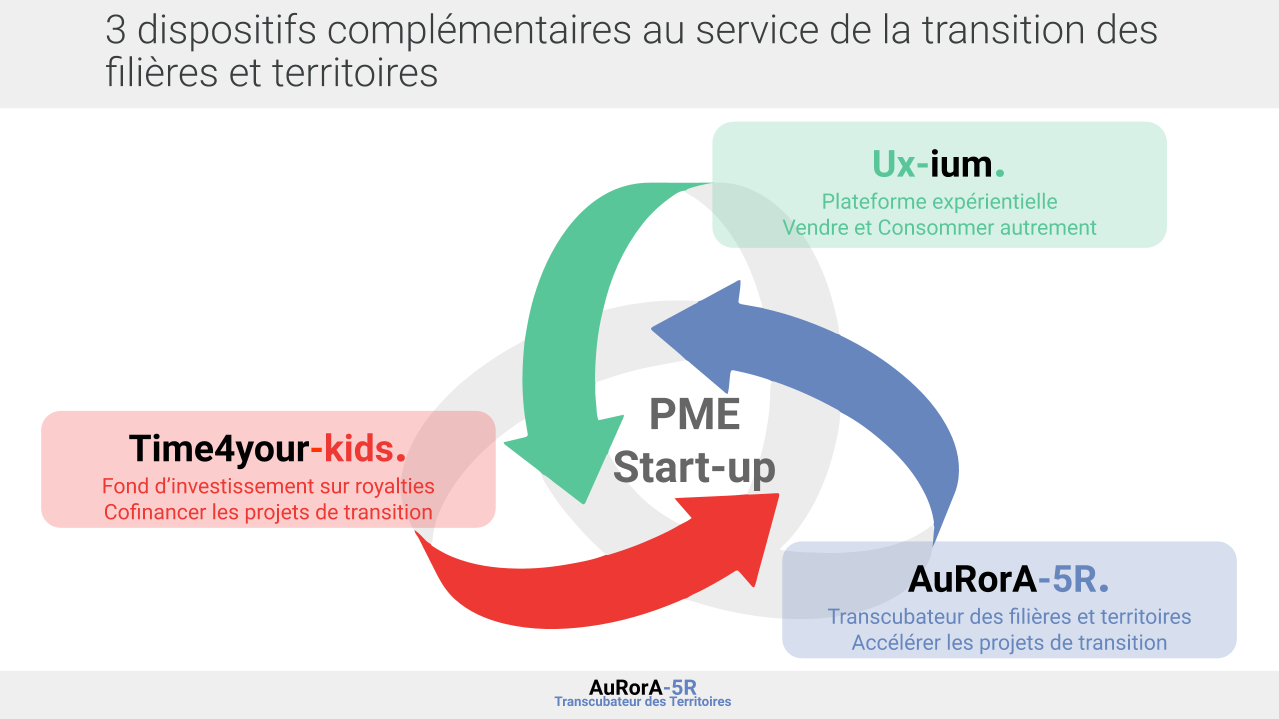 3 dispositifs complémentaires au service de la transition des
filières et territoires
Ux-ium.
Plateforme expérientielle
Vendre et Consommer autrement
PME
Start-up
Time4your-kids.
Fond d'investissement sur royalties
Cofinancer les projets de transition
AuRorA-5R.
Transcubateur des filières et territoires
Accélérer les projets de transition
AuRorA-5R
Transcubateur des Territoires